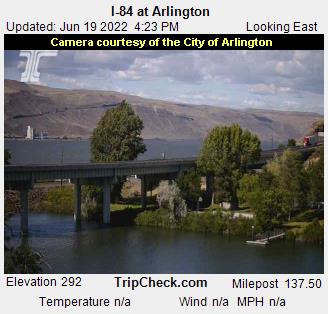 I-84 at Arlington
Updated: Jun 19 2022 4:23 PM Looking East
Camera courtesy of the City of Arlington
Elevation 292 TripCheck.com Milepost 137.50
Temperature n/a Wind n/a MPH n/a